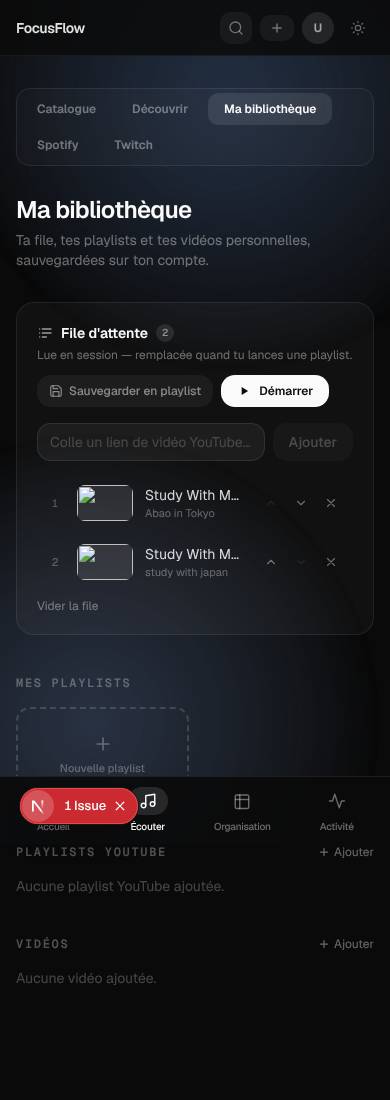 FocusFlow
U
Catalogue Découvrir Ma bibliothèque
Spotify Twitch
Ma bibliothèque
Ta file, tes playlists et tes vidéos personnelles,
sauvegardées sur ton compte.
File d'attente 2
Lue en session — remplacée quand tu lances une playlist.
Sauvegarder en playlist Démarrer
Colle un lien de vidéo YouTube... Ajouter
1 Study With M...
Abao in Tokyo
2 Study With M...
study with japan
Vider la file
MES PLAYLISTS
Nouvelle playlist
N 1 Issue
Accueil Écouter Organisation Activité
PLAYLISTS YOUTUBE + Ajouter
Aucune playlist YouTube ajoutée.
VIDÉOS + Ajouter
Aucune vidéo ajoutée.